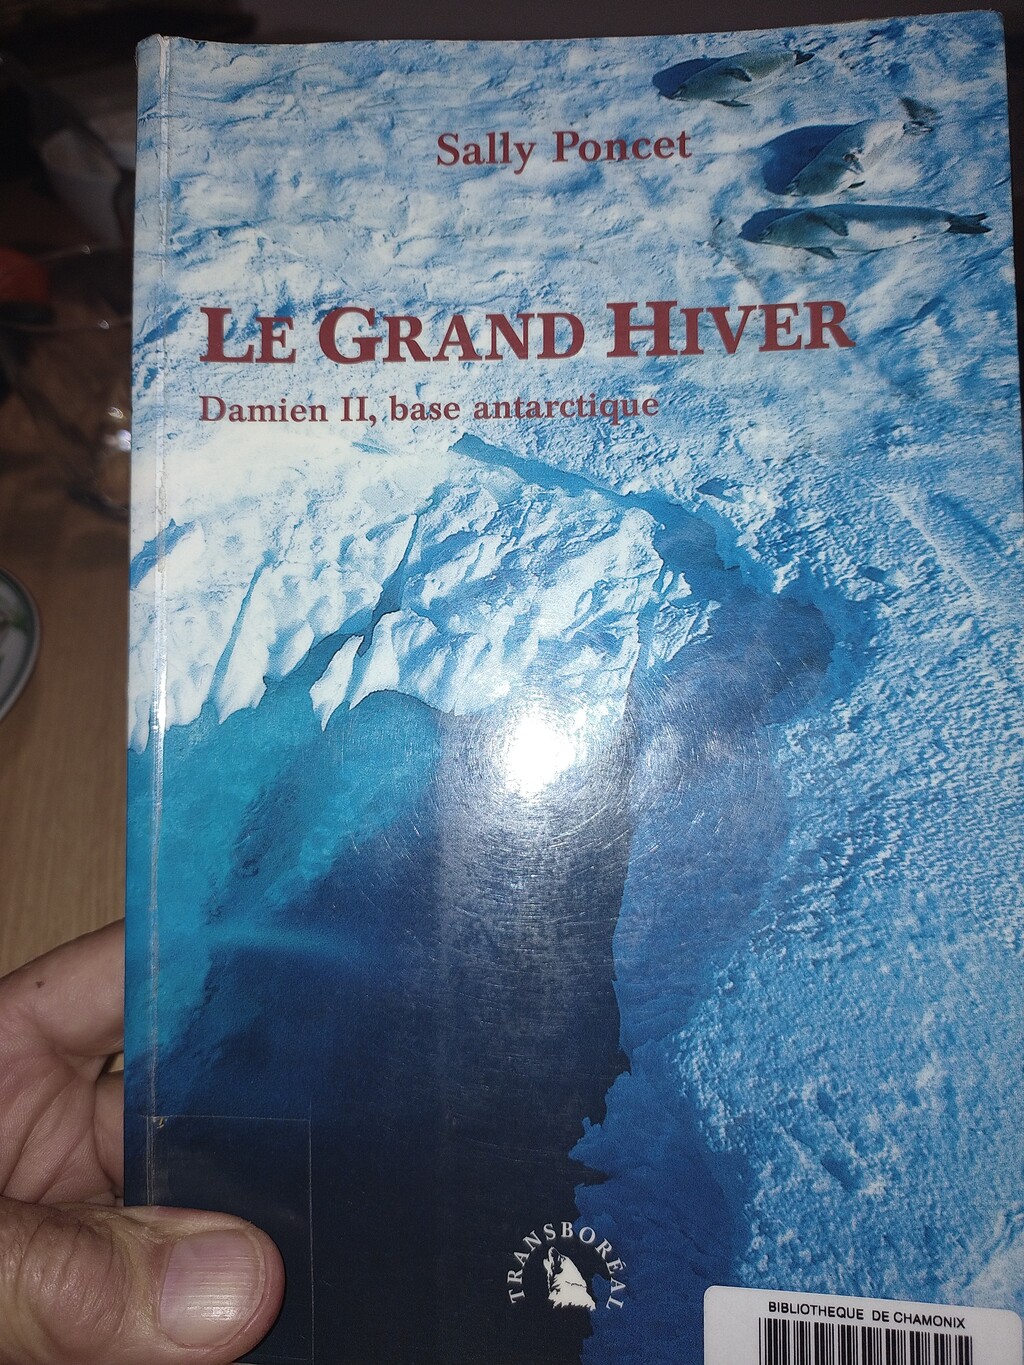 Sally Poncet
LE GRAND HIVER
Damien II, base antarctique
TRANSBORÉAL
BIBLIOTHEQUE DE CHAMONIX